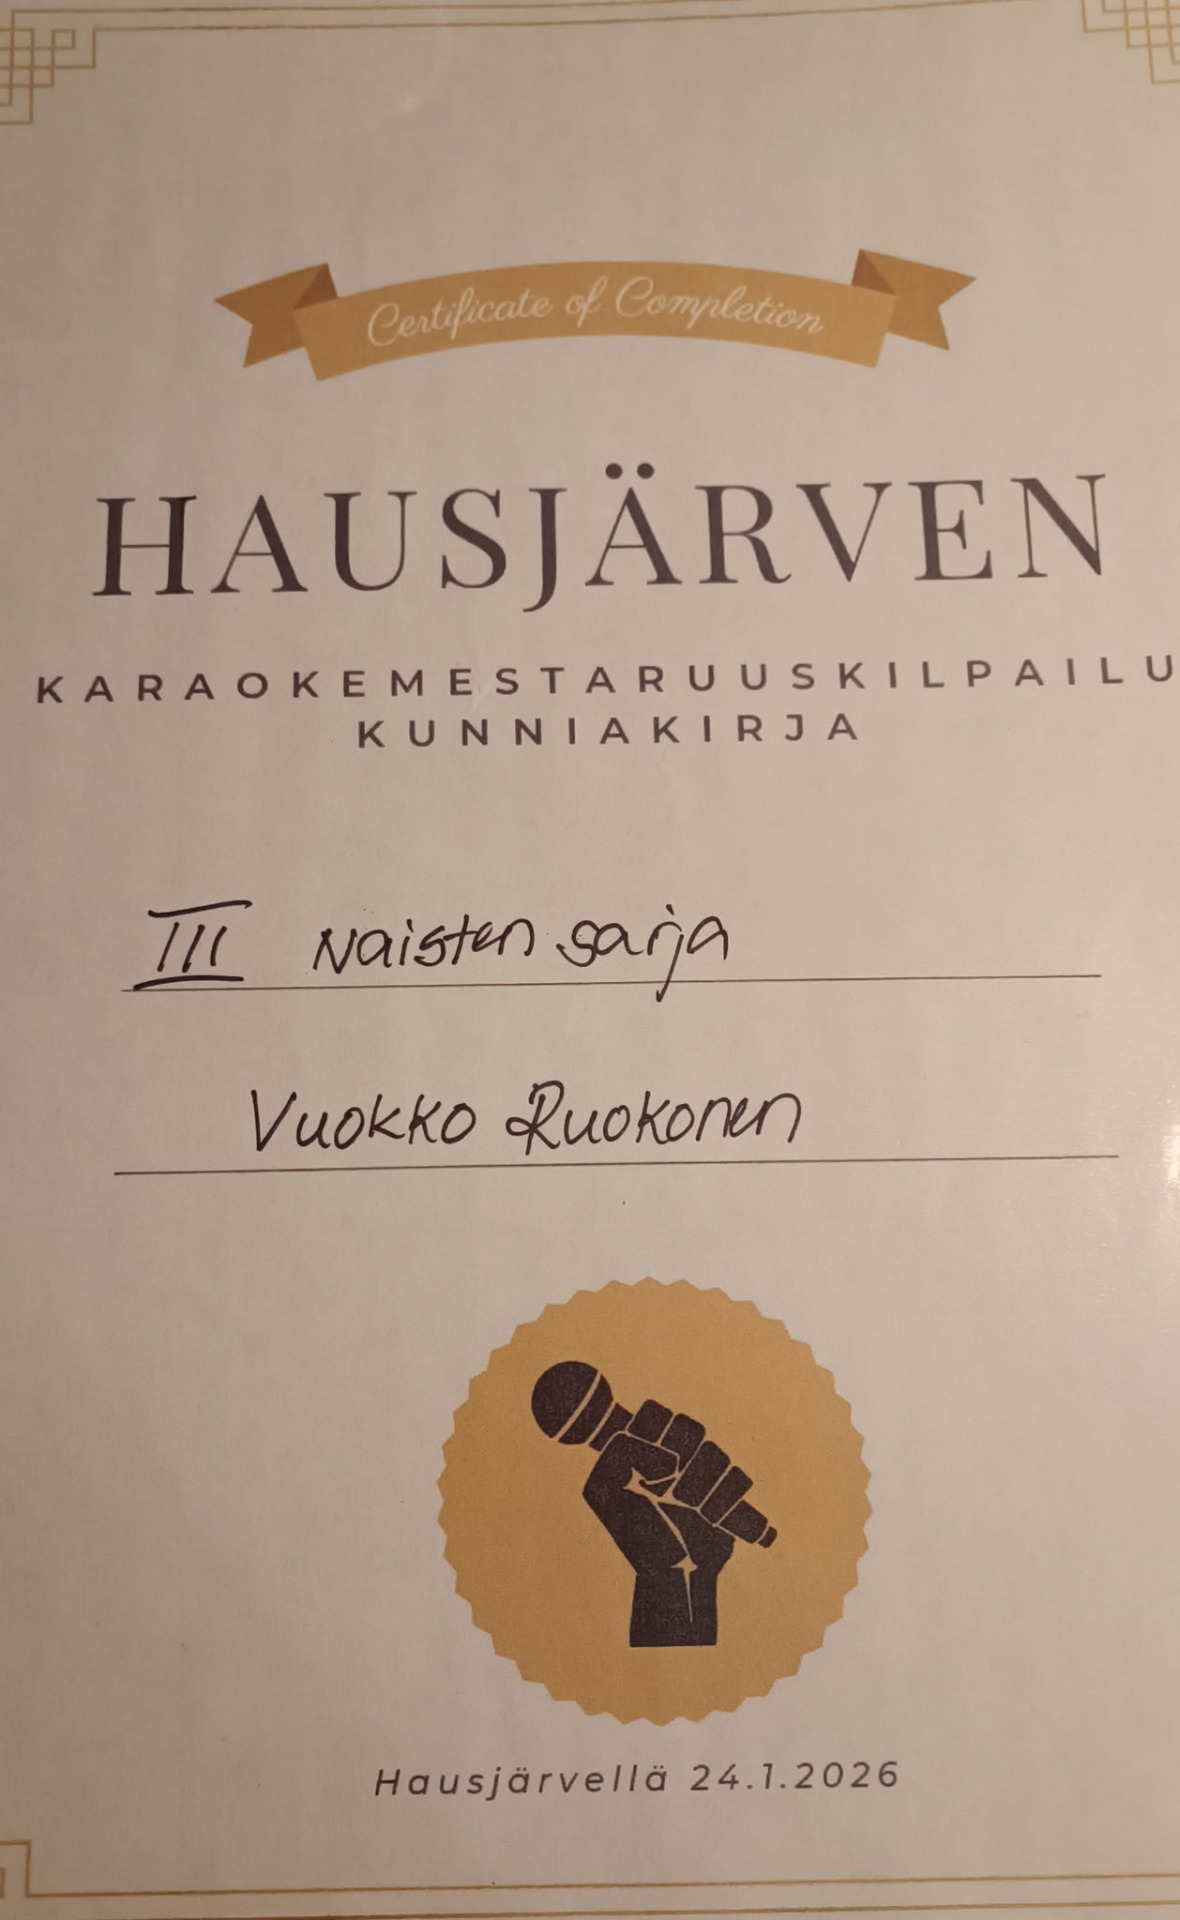 Certificate of Completion
HAUSJÄRVEN
KARAOKEMESTARUUSKILPAILU
KUNNIAKIRJA
III Naisten sarja
Vuokko Ruokonen
Hausjärvellä 24.1.2026